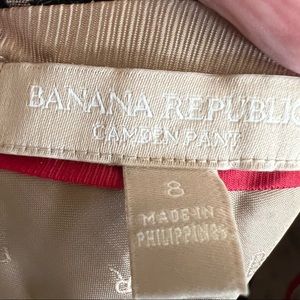 BANANA REPUBLIC
CAMDEN PANT
8
MADE IN
PHILIPPINES